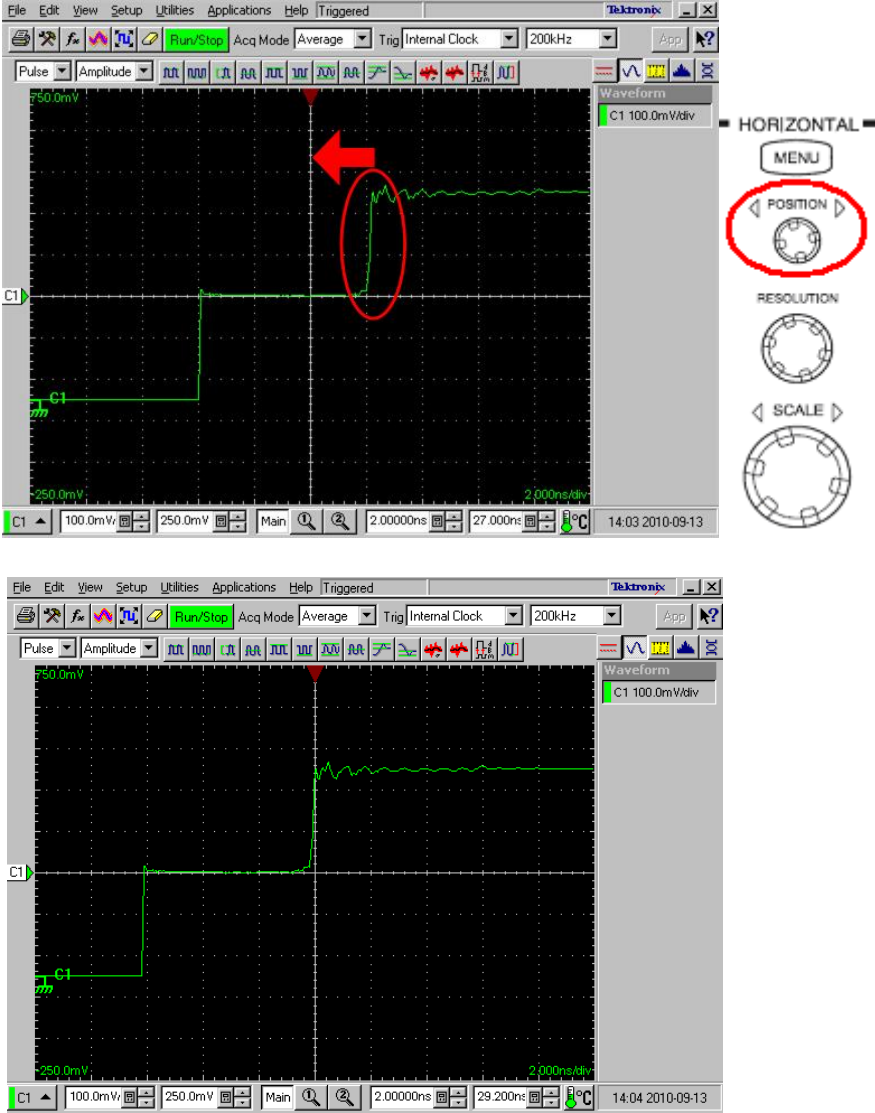 File Edit View Setup Utilities Applications Help Triggered Tektronix
Run/Stop Acq Mode Average Trig Internal Clock 200kHz App
Pulse Amplitude
750.0mV
Waveform
C1 100.0mV/div
C1
C1
-250.0mV
2.000ns/div
C1 100.0mV/ 250.0mV Main 1 2 2.00000ns 27.000ns °C 14:03 2010-09-13
HORIZONTAL
MENU
POSITION
RESOLUTION
SCALE
File Edit View Setup Utilities Applications Help Triggered Tektronix
Run/Stop Acq Mode Average Trig Internal Clock 200kHz App
Pulse Amplitude
750.0mV
Waveform
C1 100.0mV/div
C1
C1
-250.0mV
2.000ns/div
C1 100.0mV/ 250.0mV Main 1 2 2.00000ns 29.200ns °C 14:04 2010-09-13